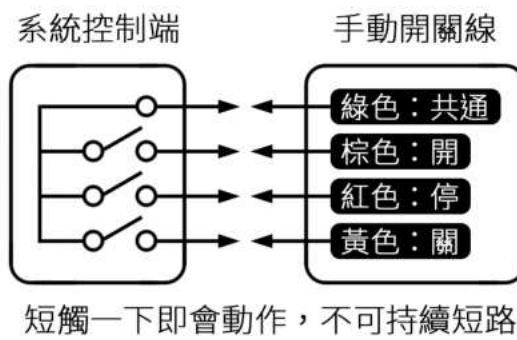 系統控制端
手動開關線
綠色：共通
棕色：開
紅色：停
黃色：關
短觸一下即會動作，不可持續短路